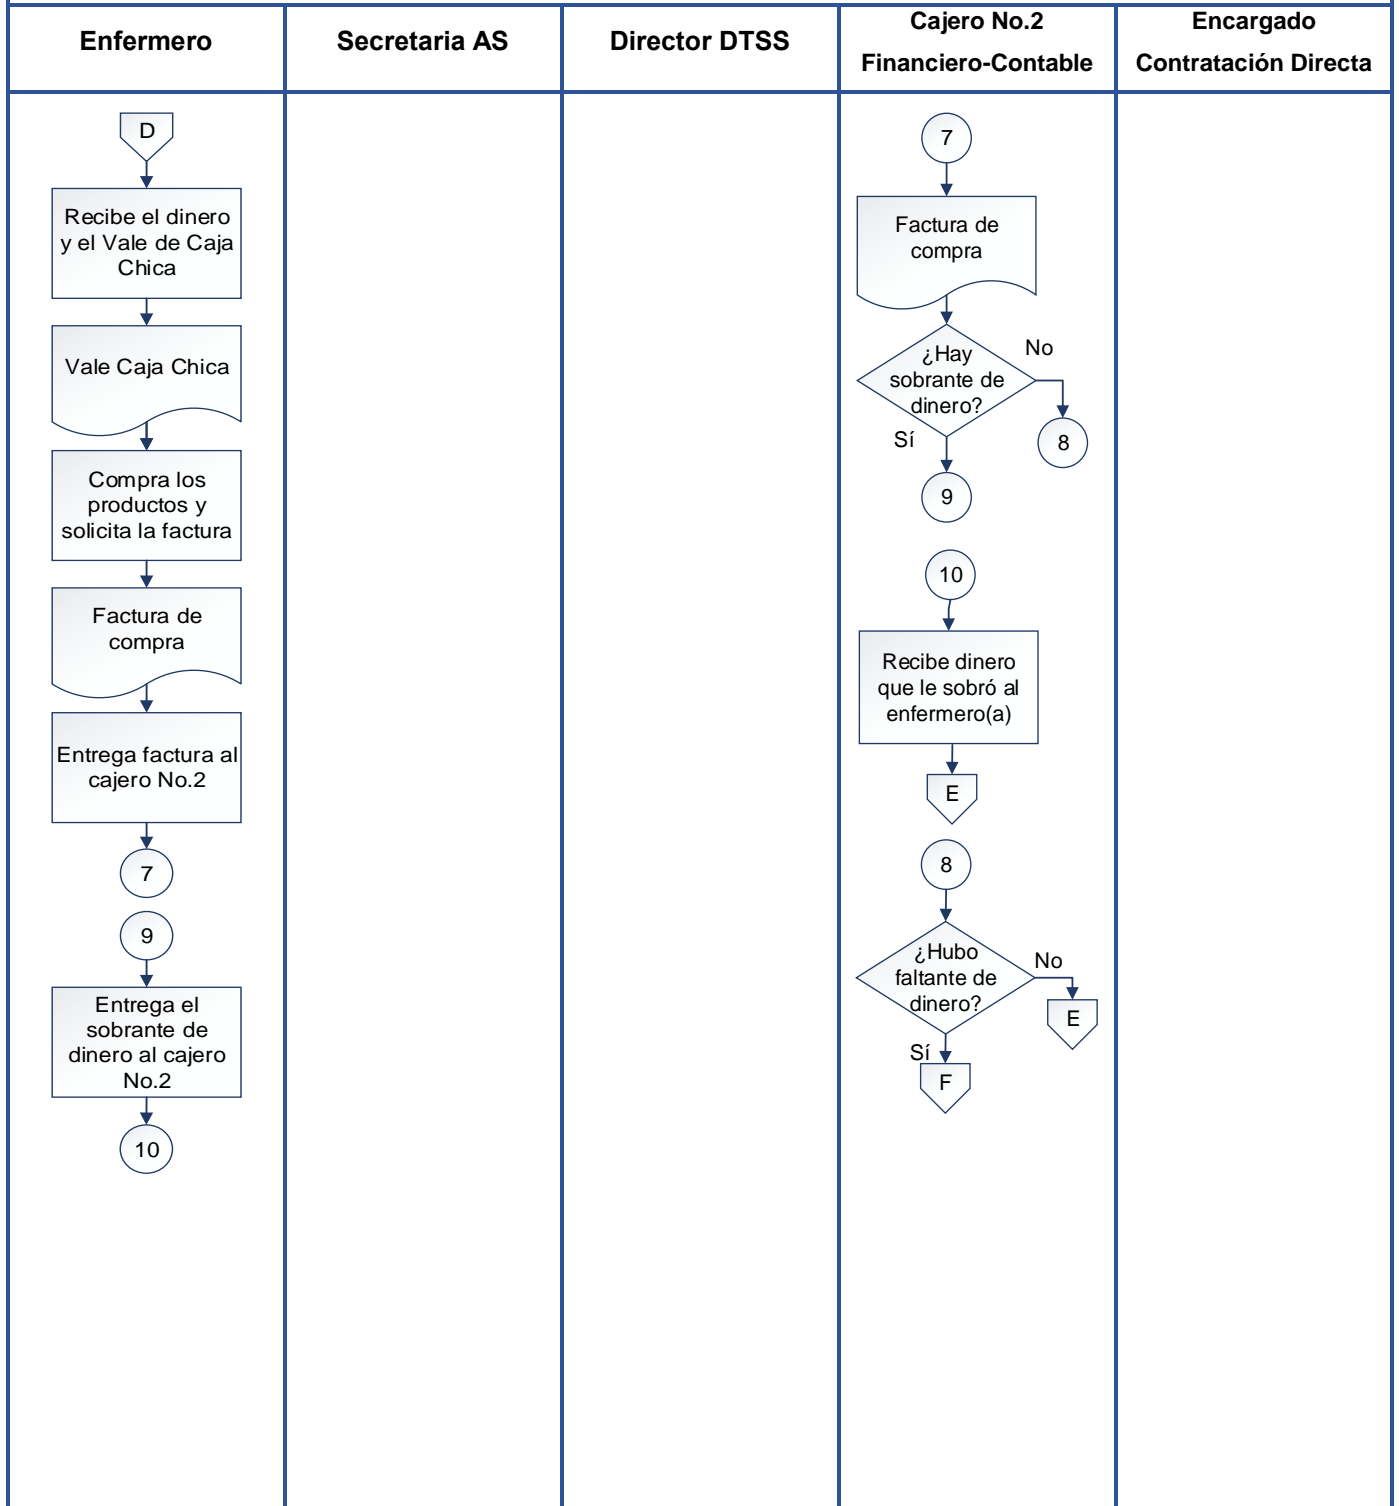 Enfermero
Secretaria AS
Director DTSS
Cajero No.2
Financiero-Contable
Encargado
Contratación Directa
D
Recibe el dinero
y el Vale de Caja
Chica
Vale Caja Chica
Compra los
productos y
solicita la factura
Factura de
compra
Entrega factura al
cajero No.2
7
9
Entrega el
sobrante de
dinero al cajero
No.2
10
7
Factura de
compra
¿Hay
sobrante de
dinero?
No
Sí
8
9
10
Recibe dinero
que le sobró al
enfermero(a)
E
8
¿Hubo
faltante de
dinero?
No
E
Sí
F